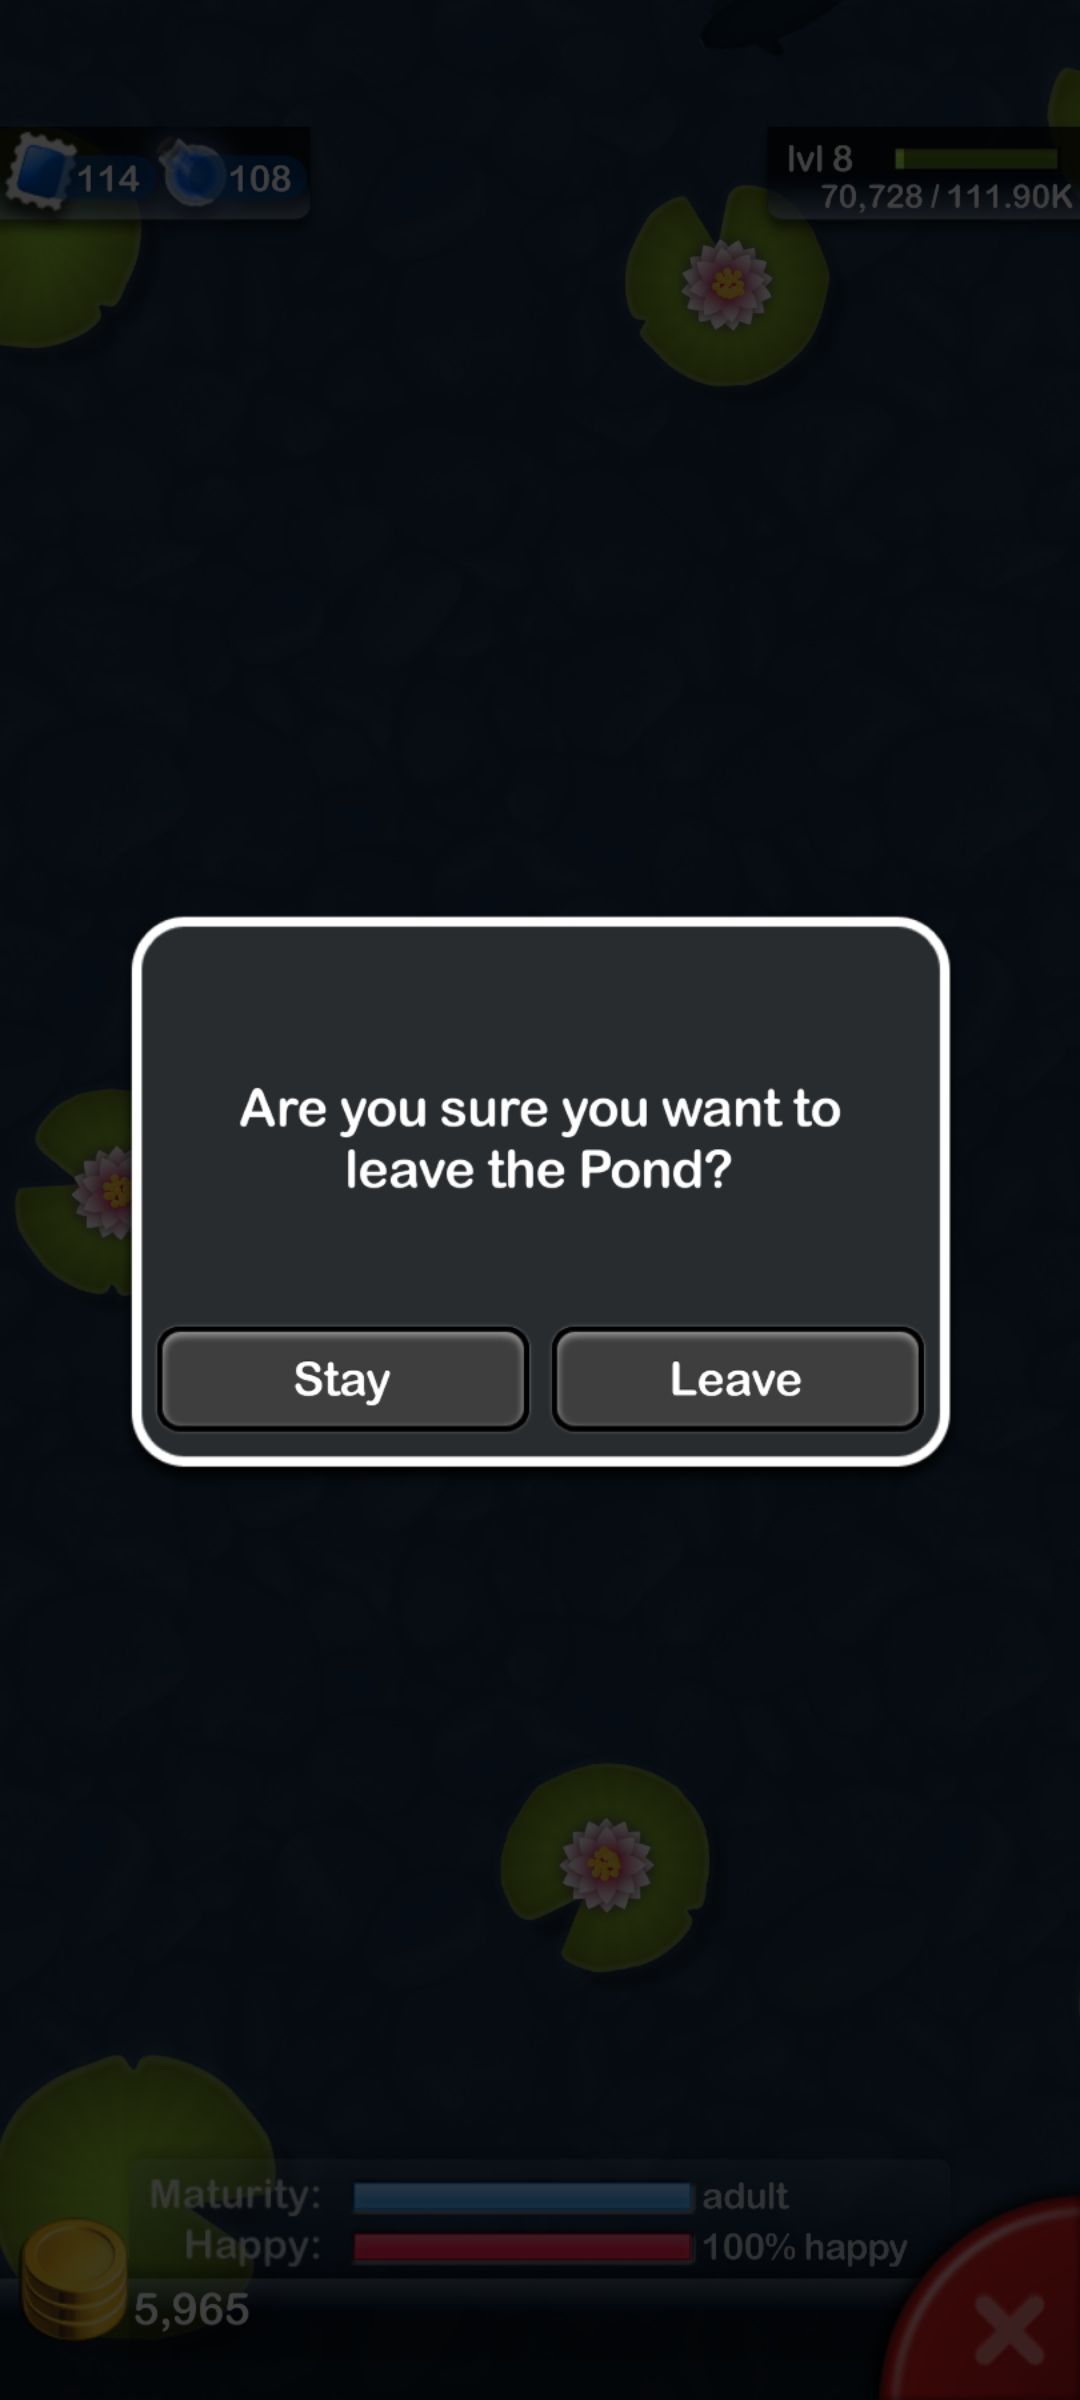 114 108
lvl 8
70,728 / 111.90K
Are you sure you want to
leave the Pond?
Stay Leave
Maturity: adult
Happy: 100% happy
5,965